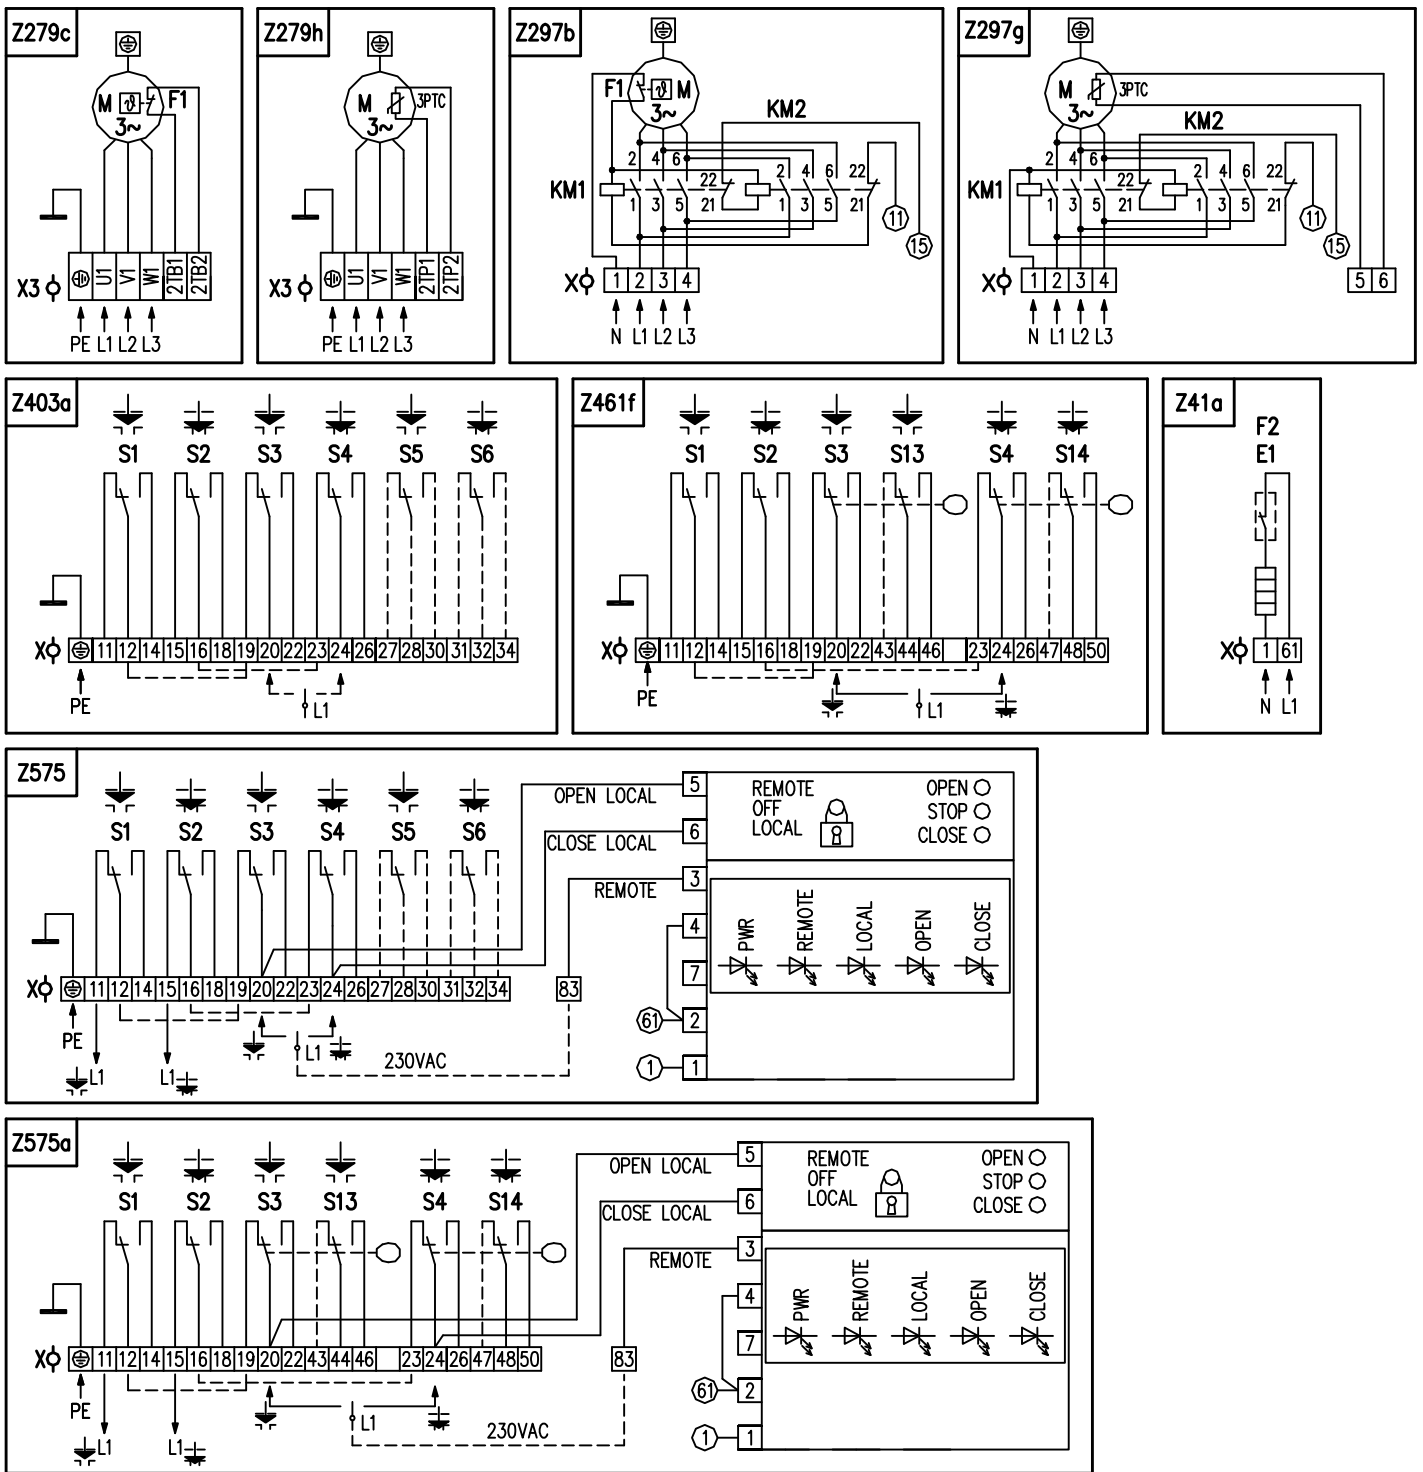 Z279c
M
ϑ
F1
3~
X3
U1
V1
W1
2TB1
2TB2
PE L1 L2 L3
Z279h
M
3PTC
3~
X3
U1
V1
W1
2TP1
2TP2
PE L1 L2 L3
Z297b
F1
ϑ
M
3~
KM2
2 4 6 22 2 4 6 22
KM1
1 3 5 21 1 3 5 21
11
15
X 1 2 3 4
N L1 L2 L3
Z297g
M
3PTC
3~
KM2
2 4 6 22 2 4 6 22
KM1
1 3 5 21 1 3 5 21
11
15
X 1 2 3 4 5 6
N L1 L2 L3
Z403a
S1 S2 S3 S4 S5 S6
X 11 12 14 15 16 18 19 20 22 23 24 26 27 28 30 31 32 34
PE
L1
Z461f
S1 S2 S3 S13 S4 S14
X 11 12 14 15 16 18 19 20 22 43 44 46 23 24 26 47 48 50
PE
L1
Z41a
F2
E1
X 1 61
N L1
Z575
S1 S2 S3 S4 S5 S6
OPEN LOCAL
CLOSE LOCAL
REMOTE
5
6
3
4
7
2
1
REMOTE
OFF
LOCAL
OPEN
STOP
CLOSE
PWR
REMOTE
LOCAL
OPEN
CLOSE
X 11 12 14 15 16 18 19 20 22 23 24 26 27 28 30 31 32 34 83
61
1
PE
L1
L1
L1
230VAC
Z575a
S1 S2 S3 S13 S4 S14
OPEN LOCAL
CLOSE LOCAL
REMOTE
5
6
3
4
7
2
1
REMOTE
OFF
LOCAL
OPEN
STOP
CLOSE
PWR
REMOTE
LOCAL
OPEN
CLOSE
X 11 12 14 15 16 18 19 20 22 43 44 46 23 24 26 47 48 50 83
61
1
PE
L1
L1
L1
230VAC